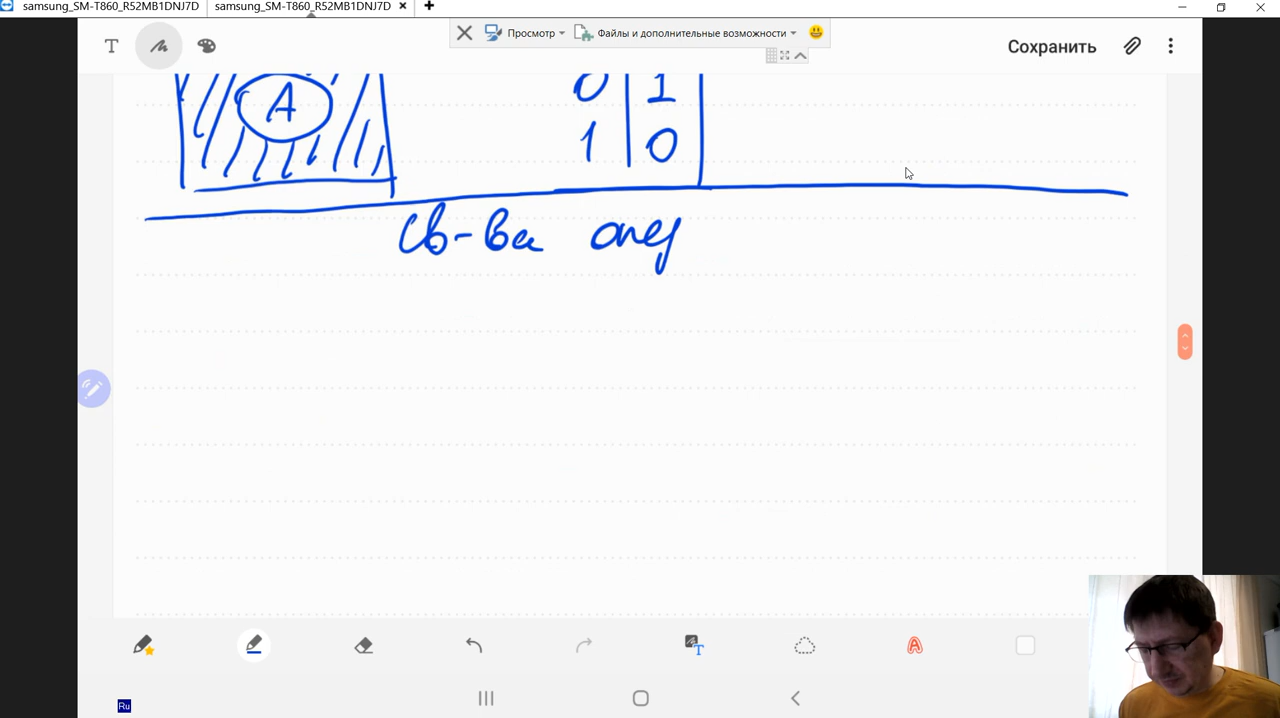 samsung_SM-T860_R52MB1DNJ7D samsung_SM-T860_R52MB1DNJ7D
Просмотр Файлы и дополнительные возможности
T Сохранить
A 0 1
1 0
Св-ва опер
T A
Ru